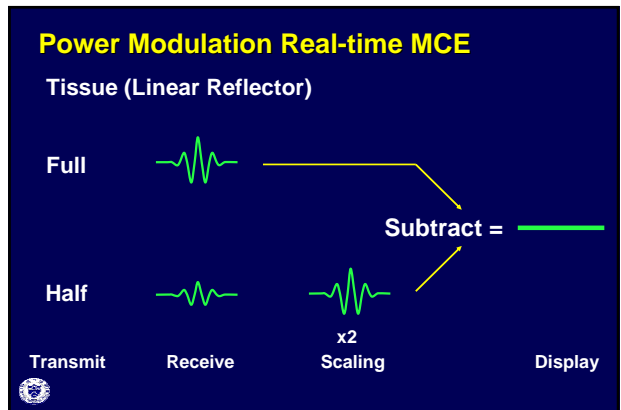 Power Modulation Real-time MCE
Tissue (Linear Reflector)
Full
Subtract =
Half
x2
Transmit Receive Scaling Display